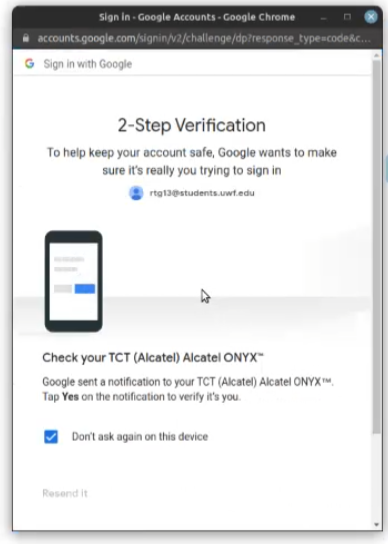 Sign in - Google Accounts - Google Chrome
accounts.google.com/signin/v2/challenge/dp?response_type=code&c...
Sign in with Google
2-Step Verification
To help keep your account safe, Google wants to make
sure it's really you trying to sign in
rtg13@students.uwf.edu
Check your TCT (Alcatel) Alcatel ONYX™
Google sent a notification to your TCT (Alcatel) Alcatel ONYX™.
Tap Yes on the notification to verify it's you.
Don't ask again on this device
Resend it